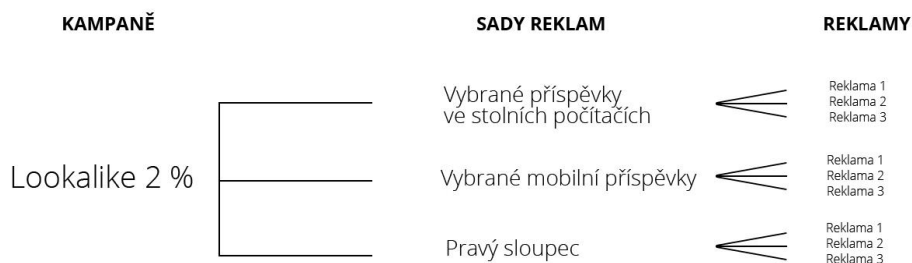 KAMPANĚ
SADY REKLAM
REKLAMY
Lookalike 2 %
Vybrané příspěvky
ve stolních počítačích
Reklama 1
Reklama 2
Reklama 3
Vybrané mobilní příspěvky
Reklama 1
Reklama 2
Reklama 3
Pravý sloupec
Reklama 1
Reklama 2
Reklama 3